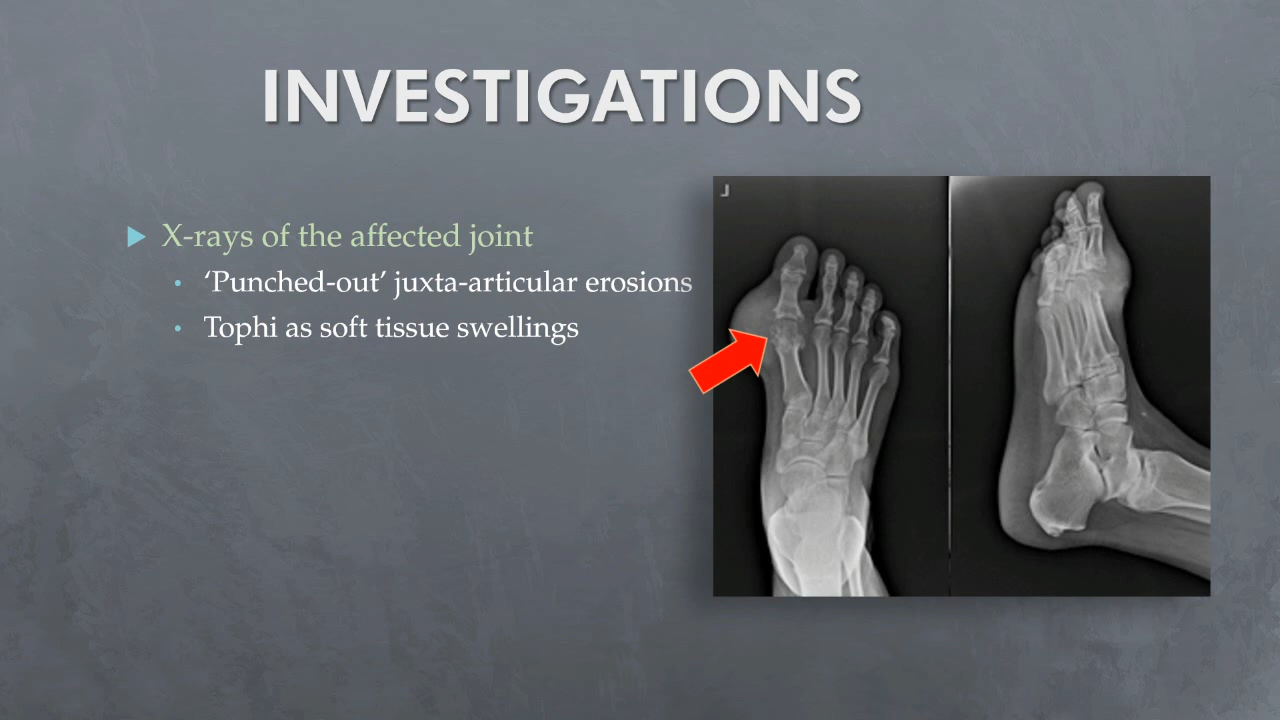 INVESTIGATIONS
X-rays of the affected joint
‘Punched-out’ juxta-articular erosions
Tophi as soft tissue swellings